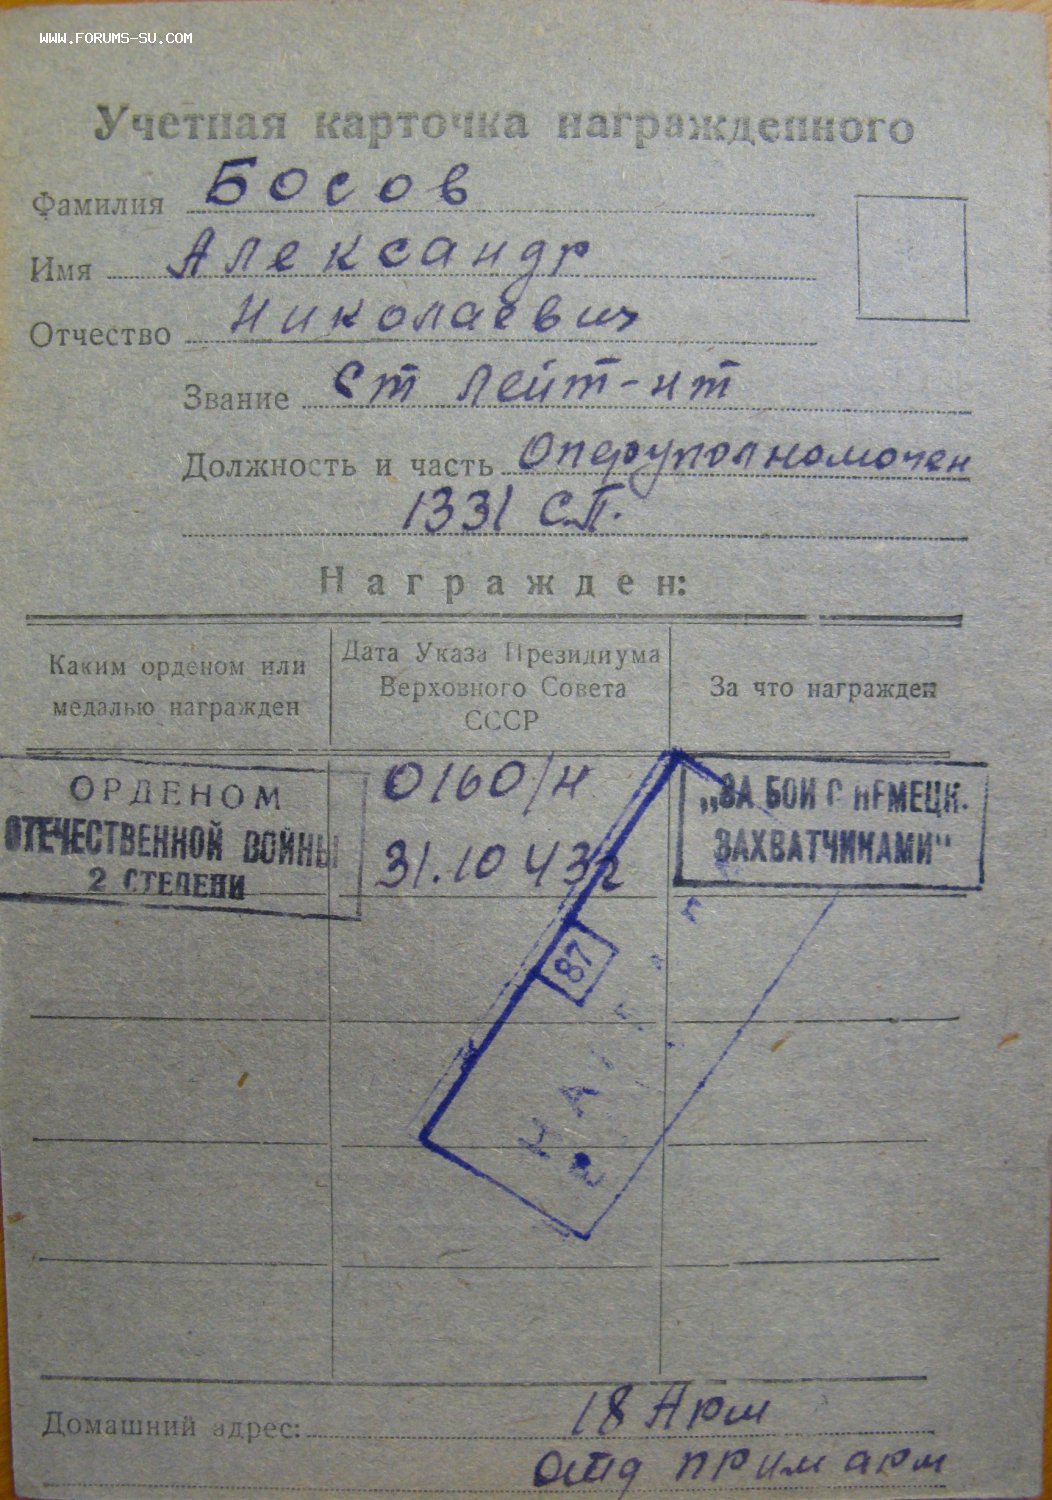 WWW.FORUMS-SU.COM
Учетная карточка награжденного
Фамилия Босов
Имя Александр
Отчество Николаевич
Звание Ст лейт-нт
Должность и часть Оперуполномочен
1331 С.П.
Награжден:
Каким орденом или медалью награжден
Дата Указа Президиума Верховного Совета СССР
За что награжден
ОРДЕНОМ
ОТЕЧЕСТВЕННОЙ ВОЙНЫ
2 СТЕПЕНИ
0160/н
31.10 43г
„ЗА БОИ С НЕМЕЦК.
ЗАХВАТЧИКАМИ"
87
Домашний адрес: 18 Арм
прим арм